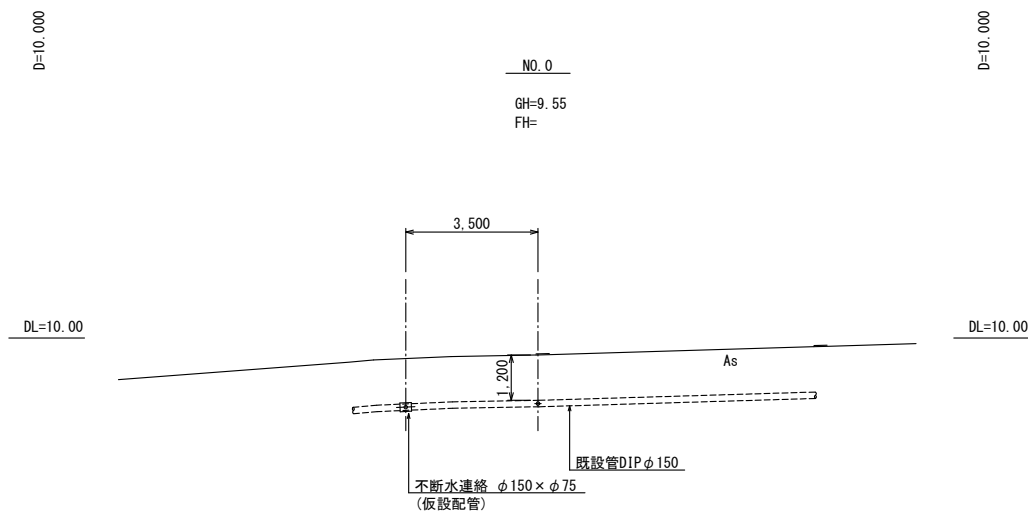 D=10.000
D=10.000
NO.0
GH=9.55
FH=
3,500
DL=10.00
DL=10.00
As
1,200
既設管DIPφ150
不断水連絡 φ150×φ75
(仮設配管)